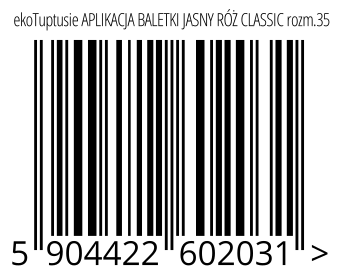 ekoTuptusie APLIKACJA BALETKI JASNY RÓŻ CLASSIC rozm.35
5 904422 602031 >